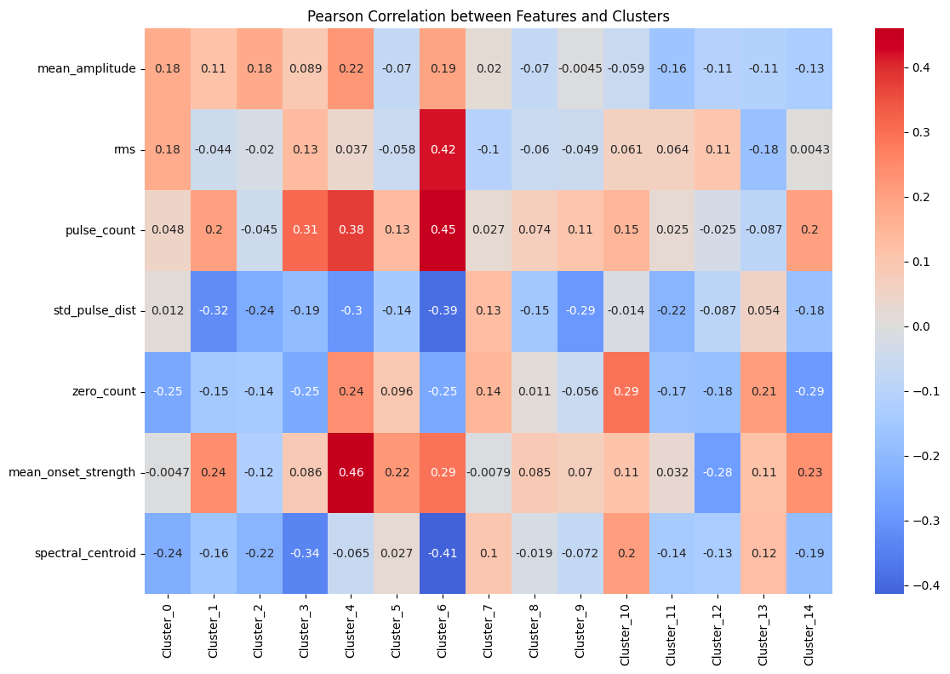 Pearson Correlation between Features and Clusters
mean_amplitude 0.18 0.11 0.18 0.089 0.22 -0.07 0.19 0.02 -0.07 -0.0045 -0.059 -0.16 -0.11 -0.11 -0.13
rms 0.18 -0.044 -0.02 0.13 0.037 -0.058 0.42 -0.1 -0.06 -0.049 0.061 0.064 0.11 -0.18 0.0043
pulse_count 0.048 0.2 -0.045 0.31 0.38 0.13 0.45 0.027 0.074 0.11 0.15 0.025 -0.025 -0.087 0.2
std_pulse_dist 0.012 -0.32 -0.24 -0.19 -0.3 -0.14 -0.39 0.13 -0.15 -0.29 -0.014 -0.22 -0.087 0.054 -0.18
zero_count -0.25 -0.15 -0.14 -0.25 0.24 0.096 -0.25 0.14 0.011 -0.056 0.29 -0.17 -0.18 0.21 -0.29
mean_onset_strength -0.0047 0.24 -0.12 0.086 0.46 0.22 0.29 -0.0079 0.085 0.07 0.11 0.032 -0.28 0.11 0.23
spectral_centroid -0.24 -0.16 -0.22 -0.34 -0.065 0.027 -0.41 0.1 -0.019 -0.072 0.2 -0.14 -0.13 0.12 -0.19
Cluster_0 Cluster_1 Cluster_2 Cluster_3 Cluster_4 Cluster_5 Cluster_6 Cluster_7 Cluster_8 Cluster_9 Cluster_10 Cluster_11 Cluster_12 Cluster_13 Cluster_14
0.4
0.3
0.2
0.1
0.0
−0.1
−0.2
−0.3
−0.4